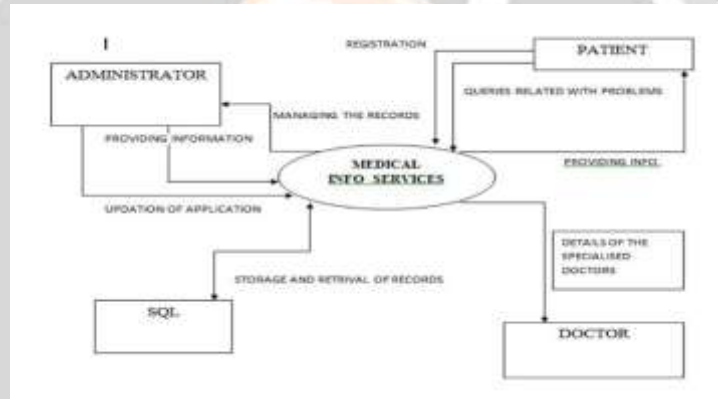 REGISTRATION
PATIENT
ADMINISTRATOR
QUERIES RELATED WITH PROBLEMS
MANAGING THE RECORDS
PROVIDING INFORMATION
MEDICAL
INFO SERVICES
PROVIDING INFO.
UPDATION OF APPLICATION
DETAILS OF THE
SPECIALISED
DOCTORS
STORAGE AND RETRIVAL OF RECORDS
SQL
DOCTOR